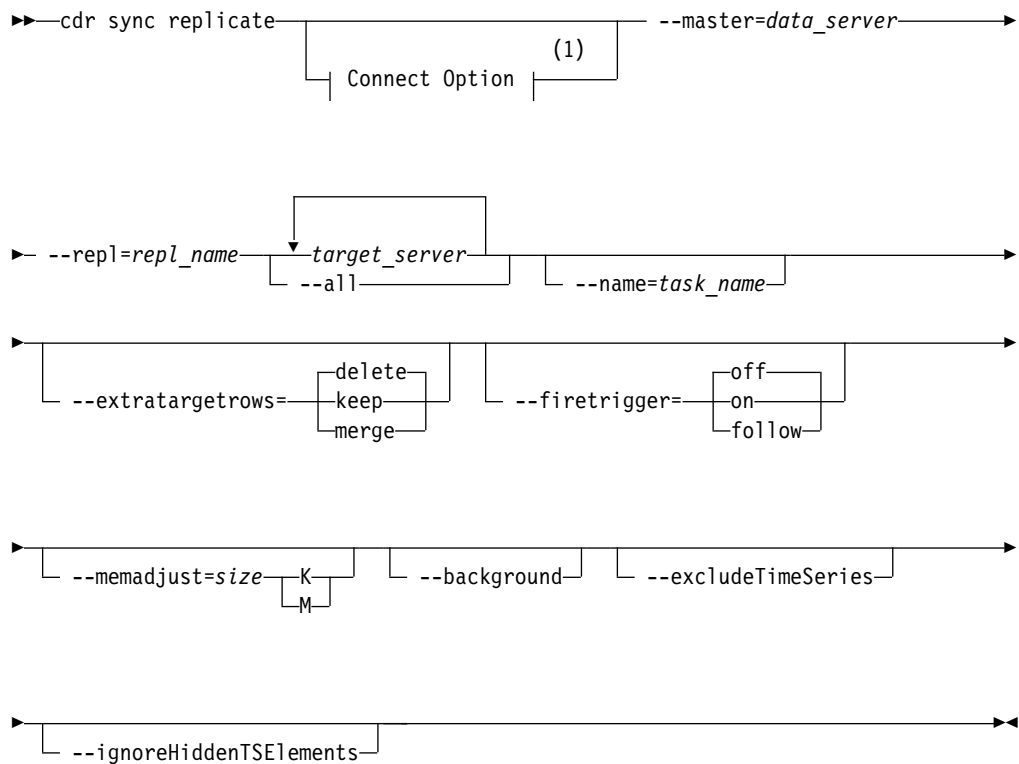 cdr sync replicate --master=data_server
(1)
Connect Option
--repl=repl_name target_server
--all --name=task_name
--extratargetrows= delete --firetrigger= off
keep on
merge follow
--memadjust=size K --background --excludeTimeSeries
M
--ignoreHiddenTSElements